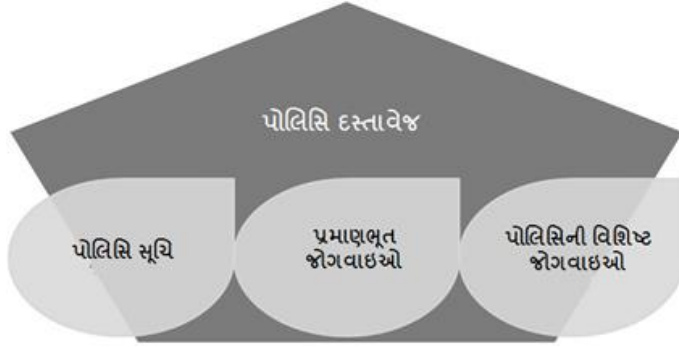 પોલિસિ દસ્તાવેજ
પોલિસિ સૂચિ
પ્રમાણભૂત
જોગવાઇઓ
પોલિસિની વિશિષ્ટ
જોગવાઇઓ